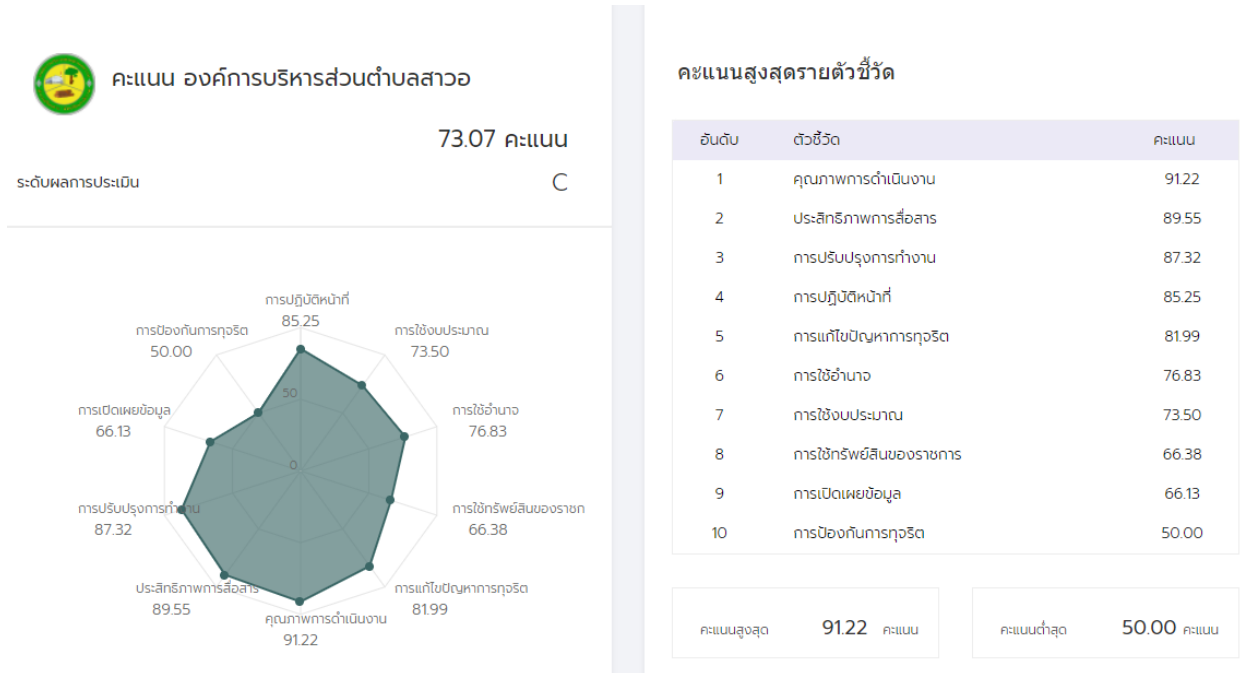 คะแนน องค์การบริหารส่วนตำบลสาวอ
73.07 คะแนน
ระดับผลการประเมิน C
การปฏิบัติหน้าที่
85.25
การป้องกันการทุจริต
50.00
การใช้งบประมาณ
73.50
50
การเปิดเผยข้อมูล
66.13
การใช้อำนาจ
76.83
0
การปรับปรุงการทำงาน
87.32
การใช้ทรัพย์สินของราชก
66.38
ประสิทธิภาพการสื่อสาร
89.55
การแก้ไขปัญหาการทุจริต
81.99
คุณภาพการดำเนินงาน
91.22
คะแนนสูงสุดรายตัวชี้วัด
อันดับ ตัวชี้วัด คะแนน
1 คุณภาพการดำเนินงาน 91.22
2 ประสิทธิภาพการสื่อสาร 89.55
3 การปรับปรุงการทำงาน 87.32
4 การปฏิบัติหน้าที่ 85.25
5 การแก้ไขปัญหาการทุจริต 81.99
6 การใช้อำนาจ 76.83
7 การใช้งบประมาณ 73.50
8 การใช้ทรัพย์สินของราชการ 66.38
9 การเปิดเผยข้อมูล 66.13
10 การป้องกันการทุจริต 50.00
คะแนนสูงสุด 91.22 คะแนน
คะแนนต่ำสุด 50.00 คะแนน